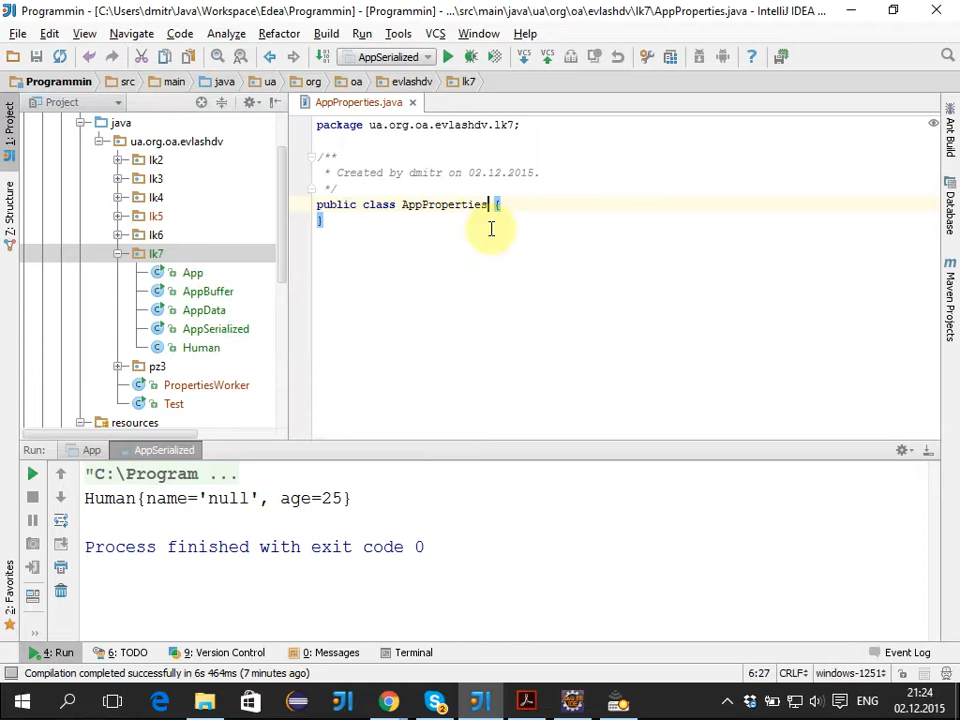 Programmin - [C:\Users\dmitr\Java\Workspace\Edea\Programmin] - [Programmin] - ...\src\main\java\ua\org\oa\evlashdv\lk7\AppProperties.java - IntelliJ IDEA ...
File Edit View Navigate Code Analyze Refactor Build Run Tools VCS Window Help
AppSerialized VCS VCS
Programmin src main java ua org oa evlashdv lk7
1: Project
Project
AppProperties.java
java
ua.org.oa.evlashdv
lk2
lk3
lk4
lk5
lk6
lk7
App
AppBuffer
AppData
AppSerialized
Human
pz3
PropertiesWorker
Test
resources
package ua.org.oa.evlashdv.lk7;
/**
* Created by dmitr on 02.12.2015.
*/
public class AppProperties {
}
Ant Build
Database
Maven Projects
Structure
2: Favorites
Run: App AppSerialized
"C:\Program ...
Human{name='null', age=25}
Process finished with exit code 0
4: Run 6: TODO 9: Version Control 0: Messages Terminal Event Log
Compilation completed successfully in 6s 464ms (7 minutes ago) 6:27 CRLF windows-1251
2 ENG 21:24
02.12.2015